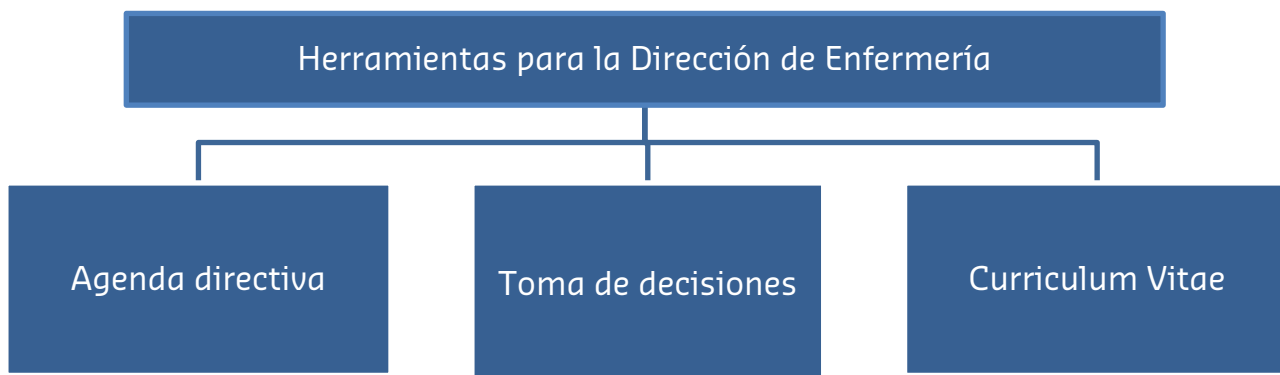 Herramientas para la Dirección de Enfermería
Agenda directiva
Toma de decisiones
Curriculum Vitae